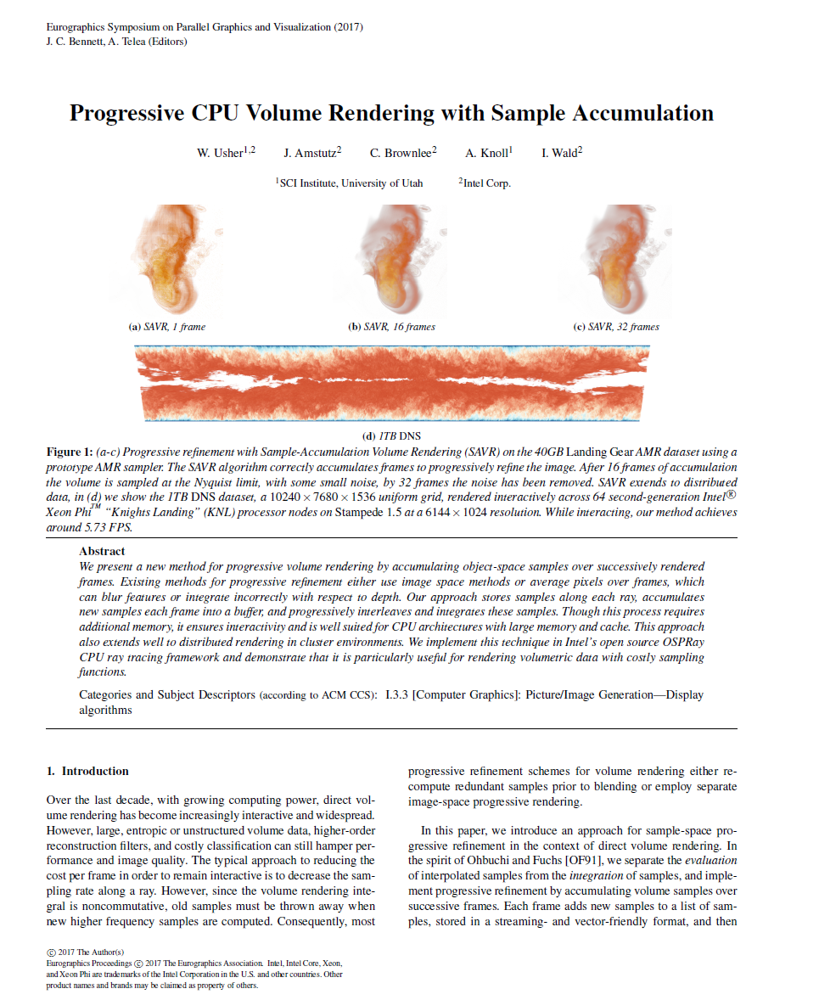 Eurographics Symposium on Parallel Graphics and Visualization (2017)
J. C. Bennett, A. Telea (Editors)
Progressive CPU Volume Rendering with Sample Accumulation
W. Usher1,2 J. Amstutz2 C. Brownlee2 A. Knoll1 I. Wald2
1SCI Institute, University of Utah 2Intel Corp.
(a) SAVR, 1 frame
(b) SAVR, 16 frames
(c) SAVR, 32 frames
(d) 1TB DNS
Figure 1: (a-c) Progressive refinement with Sample-Accumulation Volume Rendering (SAVR) on the 40GB Landing Gear AMR dataset using a
prototype AMR sampler. The SAVR algorithm correctly accumulates frames to progressively refine the image. After 16 frames of accumulation
the volume is sampled at the Nyquist limit, with some small noise, by 32 frames the noise has been removed. SAVR extends to distributed
data, in (d) we show the 1TB DNS dataset, a 10240 × 7680 × 1536 uniform grid, rendered interactively across 64 second-generation Intel®
Xeon Phi™ “Knights Landing” (KNL) processor nodes on Stampede 1.5 at a 6144 × 1024 resolution. While interacting, our method achieves
around 5.73 FPS.
Abstract
We present a new method for progressive volume rendering by accumulating object-space samples over successively rendered
frames. Existing methods for progressive refinement either use image space methods or average pixels over frames, which
can blur features or integrate incorrectly with respect to depth. Our approach stores samples along each ray, accumulates
new samples each frame into a buffer, and progressively interleaves and integrates these samples. Though this process requires
additional memory, it ensures interactivity and is well suited for CPU architectures with large memory and cache. This approach
also extends well to distributed rendering in cluster environments. We implement this technique in Intel’s open source OSPRay
CPU ray tracing framework and demonstrate that it is particularly useful for rendering volumetric data with costly sampling
functions.
Categories and Subject Descriptors (according to ACM CCS): I.3.3 [Computer Graphics]: Picture/Image Generation—Display
algorithms
1. Introduction
Over the last decade, with growing computing power, direct vol-
ume rendering has become increasingly interactive and widespread.
However, large, entropic or unstructured volume data, higher-order
reconstruction filters, and costly classification can still hamper per-
formance and image quality. The typical approach to reducing the
cost per frame in order to remain interactive is to decrease the sam-
pling rate along a ray. However, since the volume rendering inte-
gral is noncommutative, old samples must be thrown away when
new higher frequency samples are computed. Consequently, most
progressive refinement schemes for volume rendering either re-
compute redundant samples prior to blending or employ separate
image-space progressive rendering.
In this paper, we introduce an approach for sample-space pro-
gressive refinement in the context of direct volume rendering. In
the spirit of Ohbuchi and Fuchs [OF91], we separate the evaluation
of interpolated samples from the integration of samples, and imple-
ment progressive refinement by accumulating volume samples over
successive frames. Each frame adds new samples to a list of sam-
ples, stored in a streaming- and vector-friendly format, and then
© 2017 The Author(s)
Eurographics Proceedings © 2017 The Eurographics Association. Intel, Intel Core, Xeon,
and Xeon Phi are trademarks of the Intel Corporation in the U.S. and other countries. Other
product names and brands may be claimed as property of others.